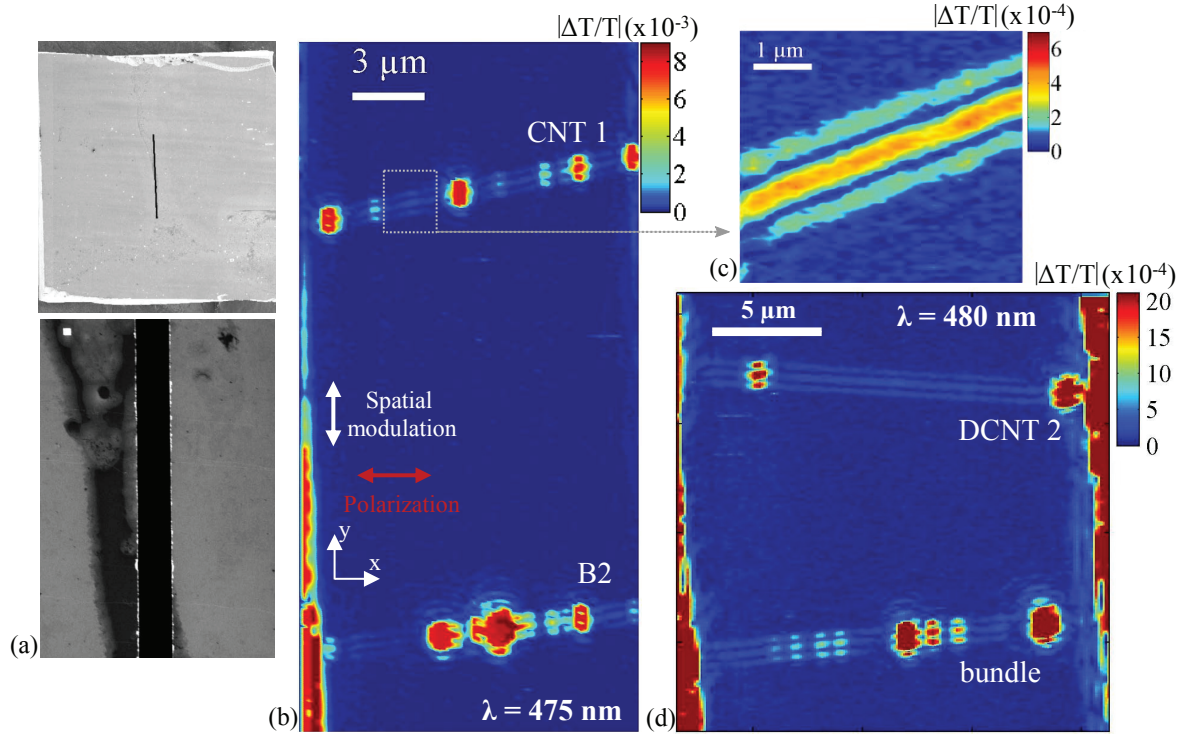 (a)
|ΔT/T| (x10-3)
8
6
4
2
0
3 µm
CNT 1
Spatial
modulation
Polarization
y
x
B2
λ = 475 nm
(b)
|ΔT/T| (x10-4)
6
4
2
0
1 µm
(c)
|ΔT/T| (x10-4)
20
15
10
5
0
5 µm
λ = 480 nm
DCNT 2
bundle
(d)